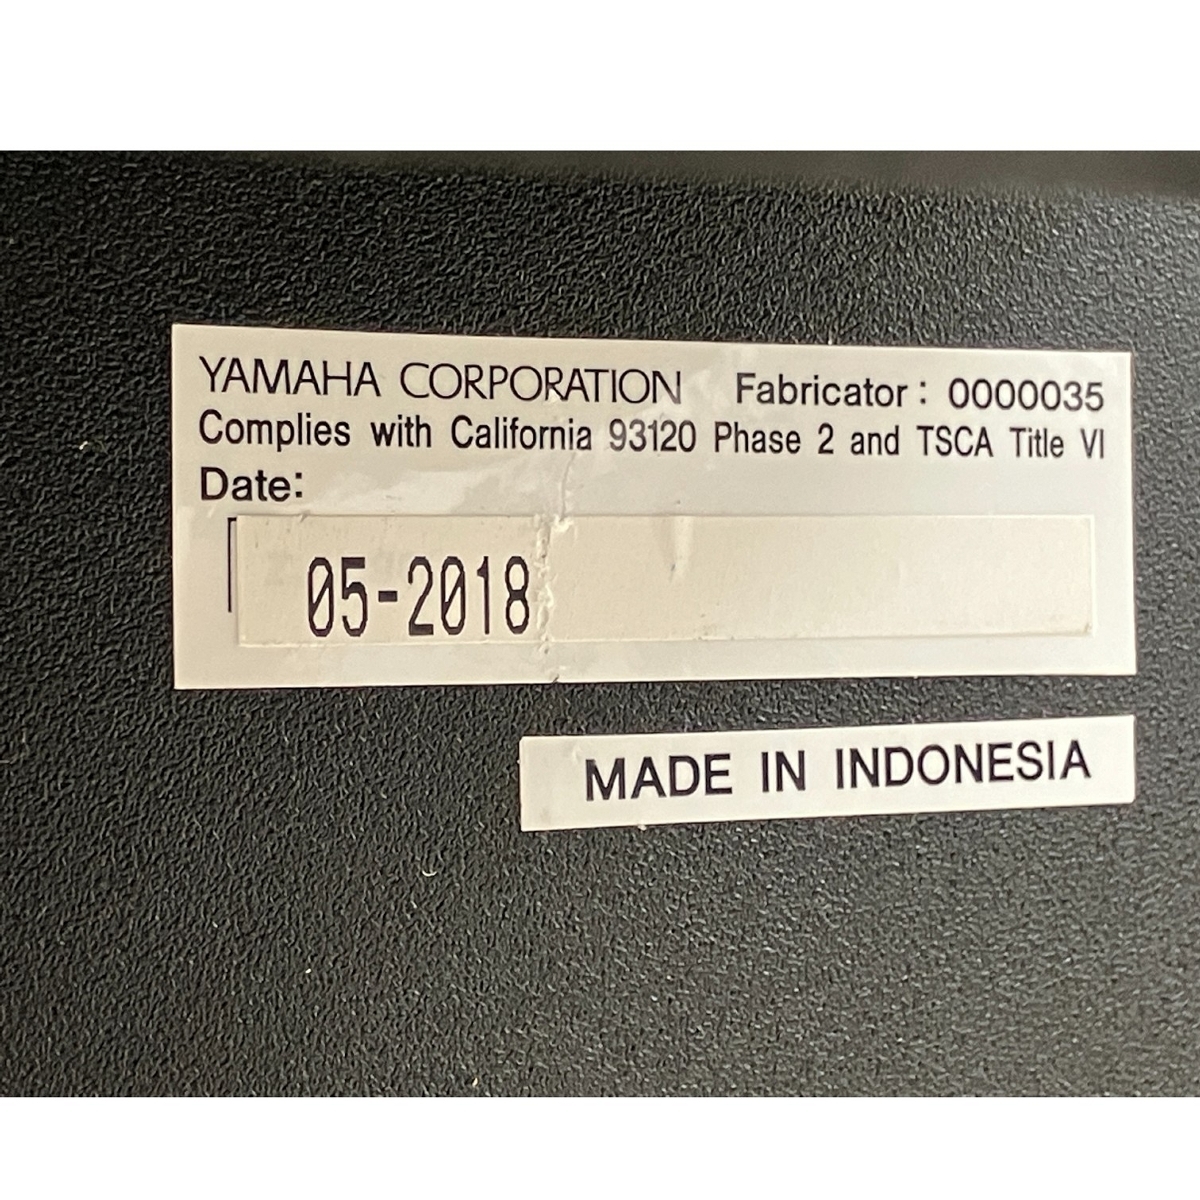 YAMAHA CORPORATION Fabricator : 0000035
Complies with California 93120 Phase 2 and TSCA Title VI
Date:
05-2018
MADE IN INDONESIA